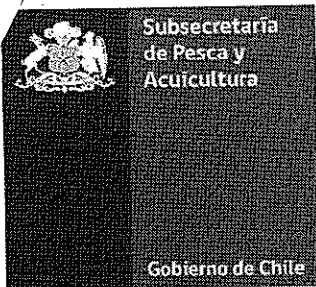 Subsecretaría
de Pesca y
Acuicultura
Gobierno de Chile